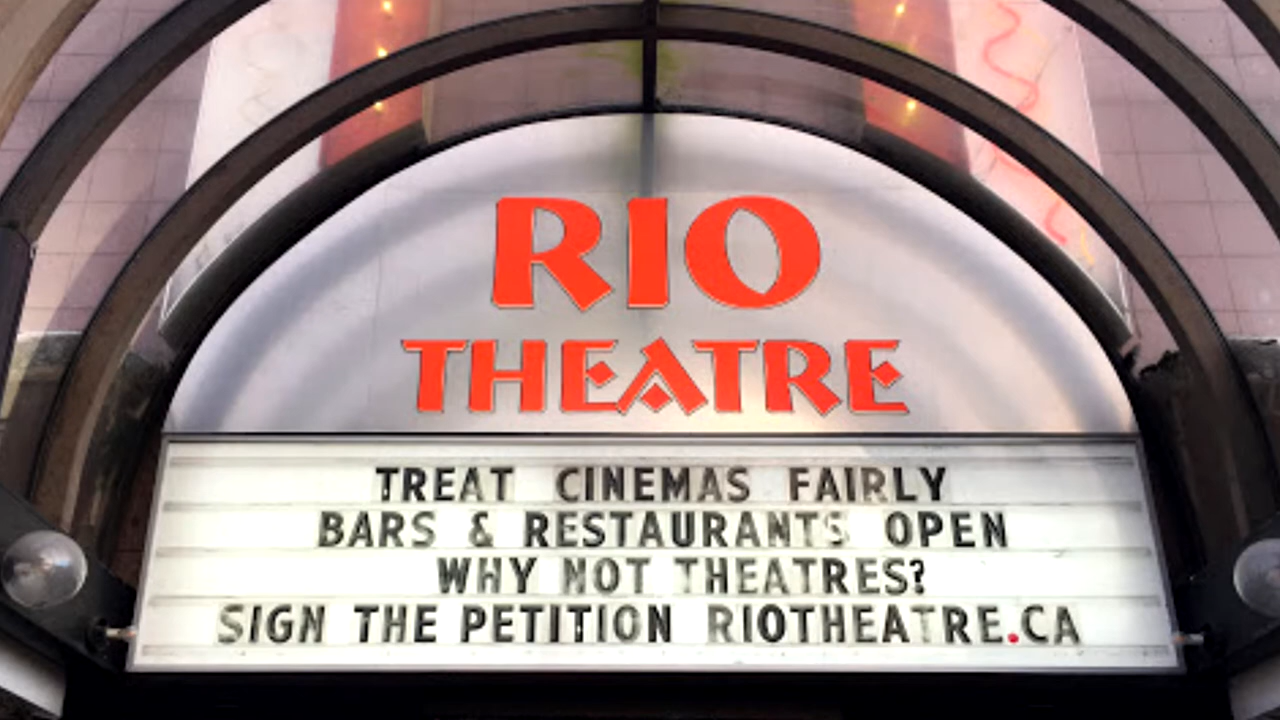 RIO
THEATRE
TREAT CINEMAS FAIRLY
BARS & RESTAURANTS OPEN
WHY NOT THEATRES?
SIGN THE PETITION RIOTHEATRE.CA